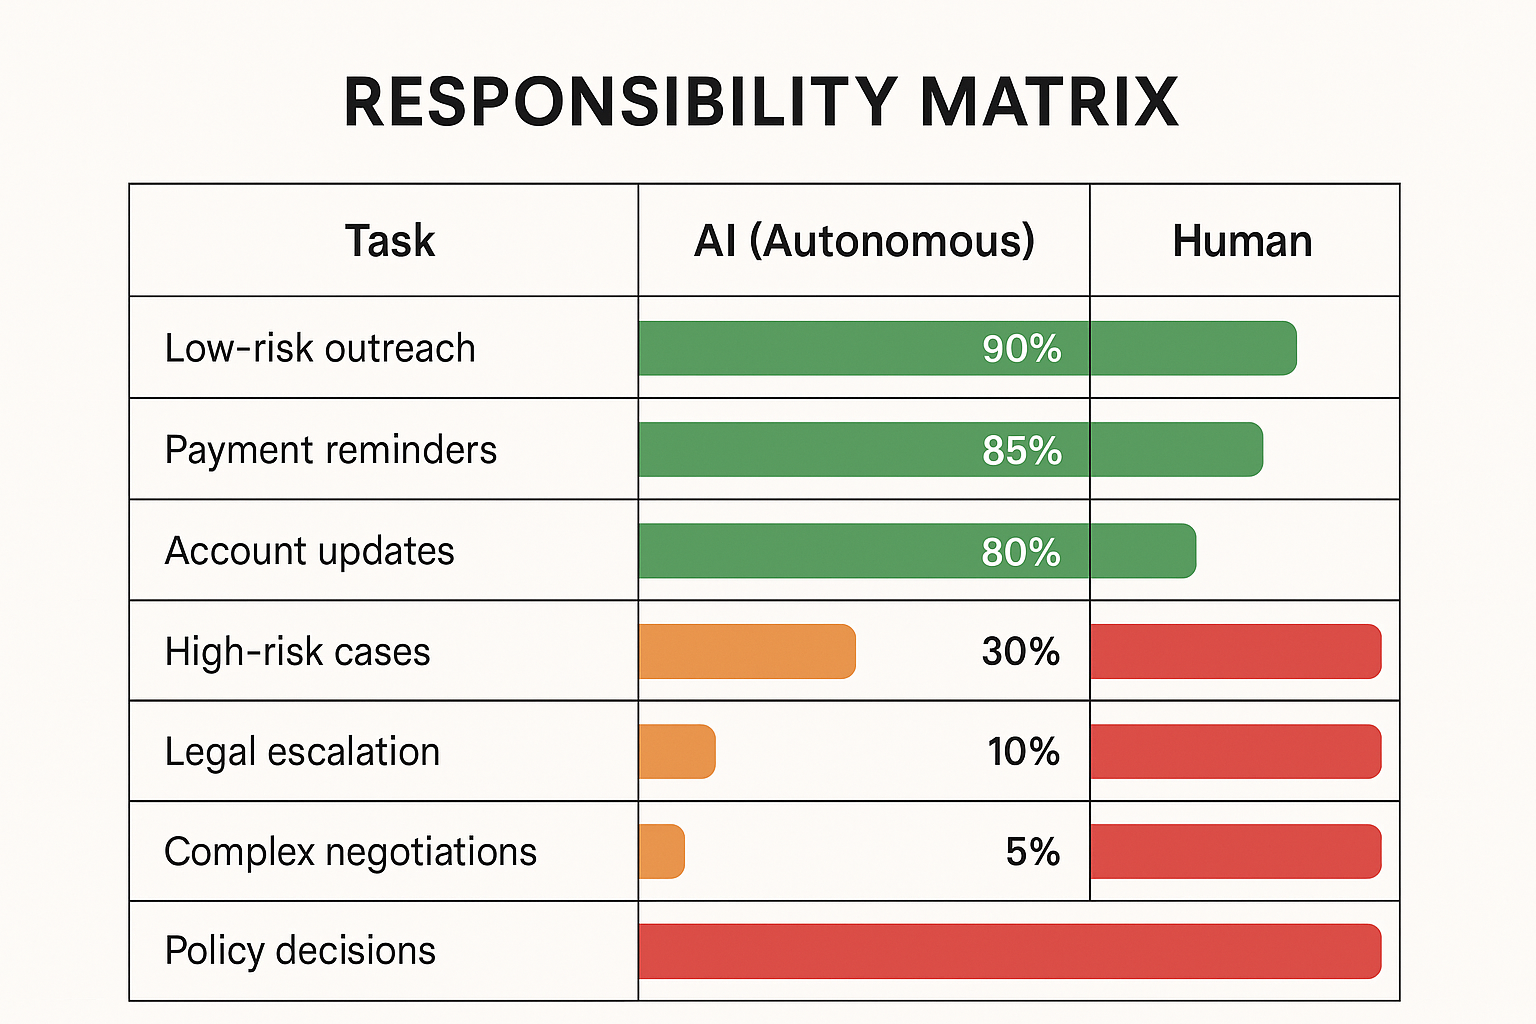 RESPONSIBILITY MATRIX
Task AI (Autonomous) Human
Low-risk outreach 90%
Payment reminders 85%
Account updates 80%
High-risk cases 30%
Legal escalation 10%
Complex negotiations 5%
Policy decisions